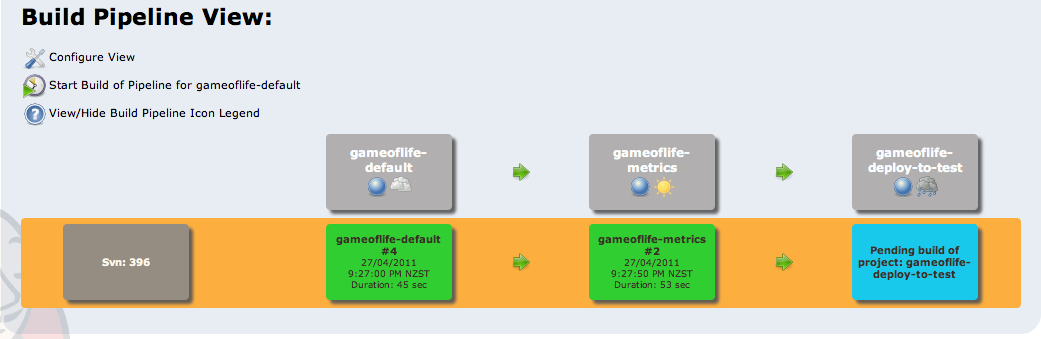 Build Pipeline View:
Configure View
Start Build of Pipeline for gameoflife-default
View/Hide Build Pipeline Icon Legend
gameoflife-
default
gameoflife-
metrics
gameoflife-
deploy-to-test
Svn: 396
gameoflife-default
#4
27/04/2011
9:27:00 PM NZST
Duration: 45 sec
gameoflife-metrics
#2
27/04/2011
9:27:50 PM NZST
Duration: 53 sec
Pending build of
project: gameoflife-
deploy-to-test